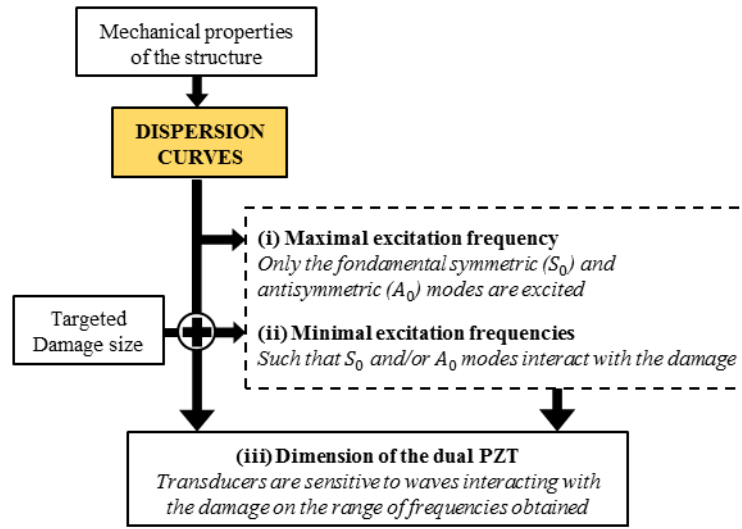 Mechanical properties
of the structure
DISPERSION
CURVES
(i) Maximal excitation frequency
Only the fondamental symmetric (S₀) and
antisymmetric (A₀) modes are excited
Targeted
Damage size
(ii) Minimal excitation frequencies
Such that S₀ and/or A₀ modes interact with the damage
(iii) Dimension of the dual PZT
Transducers are sensitive to waves interacting with
the damage on the range of frequencies obtained